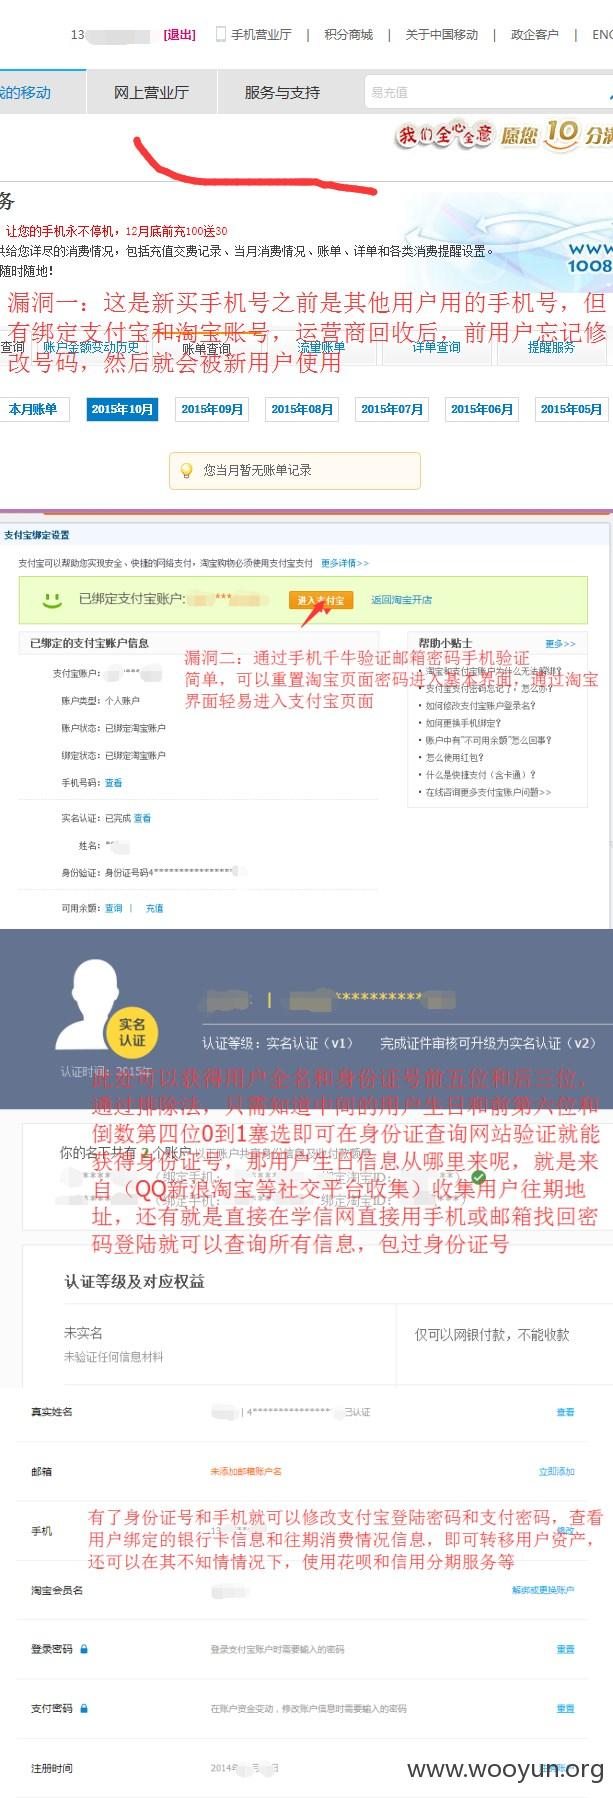 13
[退出]
手机营业厅 | 积分商城 | 关于中国移动 | 政企客户 | ENG
我的移动
网上营业厅
服务与支持
易充值
我们全心全意 愿您10分满
务
让您的手机永不停机，12月底前充100送30
供给您详尽的消费情况，包括充值交费记录、当月消费情况、账单、详单和各类消费提醒设置。
随时随地!
www
1008
漏洞一：这是新买手机号之前是其他用户用的手机号，但
有绑定支付宝和淘宝账号，运营商回收后，前用户忘记修
改号码，然后就会被新用户使用
查询
账户金额变动历史
账单查询
流量账单
详单查询
提醒服务
本月账单
2015年10月
2015年09月
2015年08月
2015年07月
2015年06月
2015年05月
您当月暂无账单记录
支付宝绑定设置
支付宝可以帮助您实现安全、快捷的网络支付，淘宝购物必须使用支付宝支付 更多详情>>
已绑定支付宝账户:
***
进入支付宝
返回淘宝开店
已绑定的支付宝账户信息
帮助小贴士
更多>>
漏洞二：通过手机千牛验证邮箱密码手机验证
简单，可以重置淘宝页面密码进入基本界面，通过淘宝
界面轻易进入支付宝页面
支付宝账户:
账户类型: 个人账户
账户状态: 已绑定淘宝账户
绑定状态: 已绑定淘宝账户
手机号码: 查看
实名认证: 已完成 查看
姓名:
身份验证: 身份证号码4******************
可用余额: 查询 | 充值
• 淘宝和支付宝账户为什么无法解绑?
• 支付宝支付密码忘记了，怎么办?
• 如何修改支付宝账户登录名?
• 如何更换手机绑定?
• 账户中有"不可用余额"怎么回事?
• 怎么使用红包?
• 什么是快捷支付（含卡通）?
• 在线咨询更多支付宝账户问题>>
实名
认证
认证时间: 2015年
| ***********
认证等级：实名认证（v1）
完成证件审核可升级为实名认证（v2）
此处可以获得用户全名和身份证号前五位和后三位，
通过排除法，只需知道中间的用户生日和前第六位和
倒数第四位0到1塞选即可在身份证查询网站验证就能
获得身份证号，那用户生日信息从哪里来呢，就是来
自（QQ新浪淘宝等社交平台收集）收集用户往期地
址，还有就是直接在学信网直接用手机或邮箱找回密
码登陆就可以查询所有信息，包过身份证号
你的名下共有 2 个账户
认证等级及对应权益
未实名
未验证任何信息材料
仅可以网银付款，不能收款
真实姓名
| 4****************
已认证
查看
邮箱
未添加邮箱账户名
立即添加
有了身份证号和手机就可以修改支付宝登陆密码和支付密码，查看
用户绑定的银行卡信息和往期消费情况信息，即可转移用户资产，
还可以在其不知情情况下，使用花呗和信用分期服务等
手机
13
修改
淘宝会员名
解绑或更换账户
登录密码
登录支付宝账户时需要输入的密码
重置
支付密码
在账户资金变动，修改账户信息时需要输入的密码
重置
注册时间
2014年
www.wooyun.org